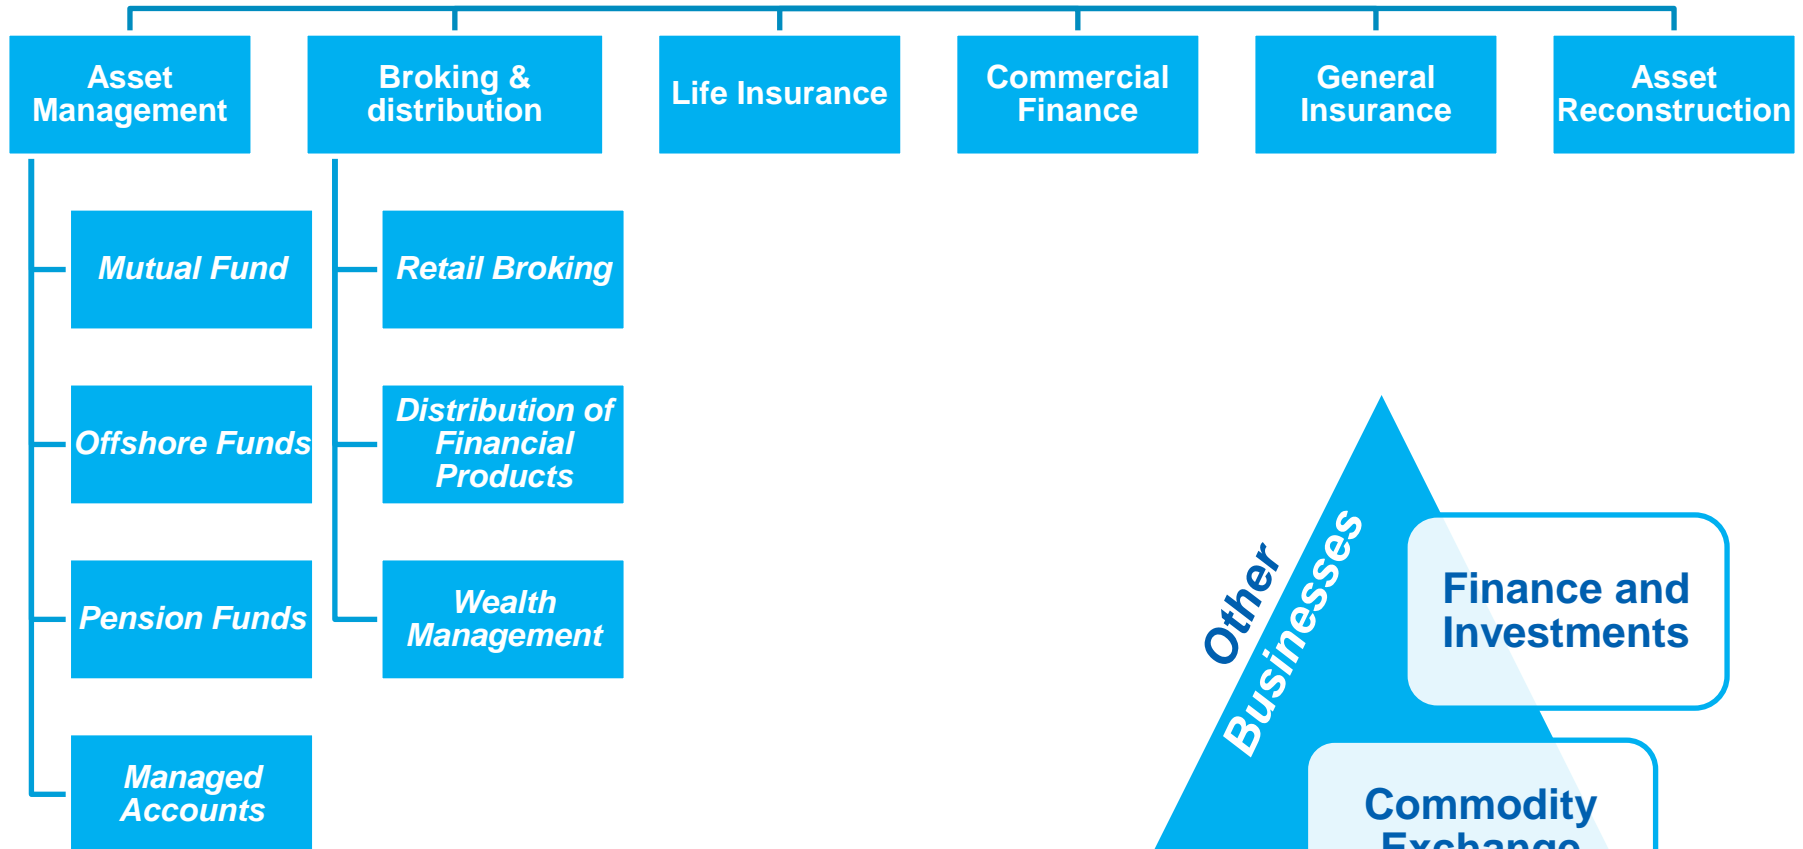 Asset
Management
Broking &
distribution
Life Insurance
Commercial
Finance
General
Insurance
Asset
Reconstruction
Mutual Fund
Retail Broking
Offshore Funds
Distribution of
Financial
Products
Pension Funds
Wealth
Management
Managed
Accounts
Other
Businesses
Finance and
Investments
Commodity
Exchange